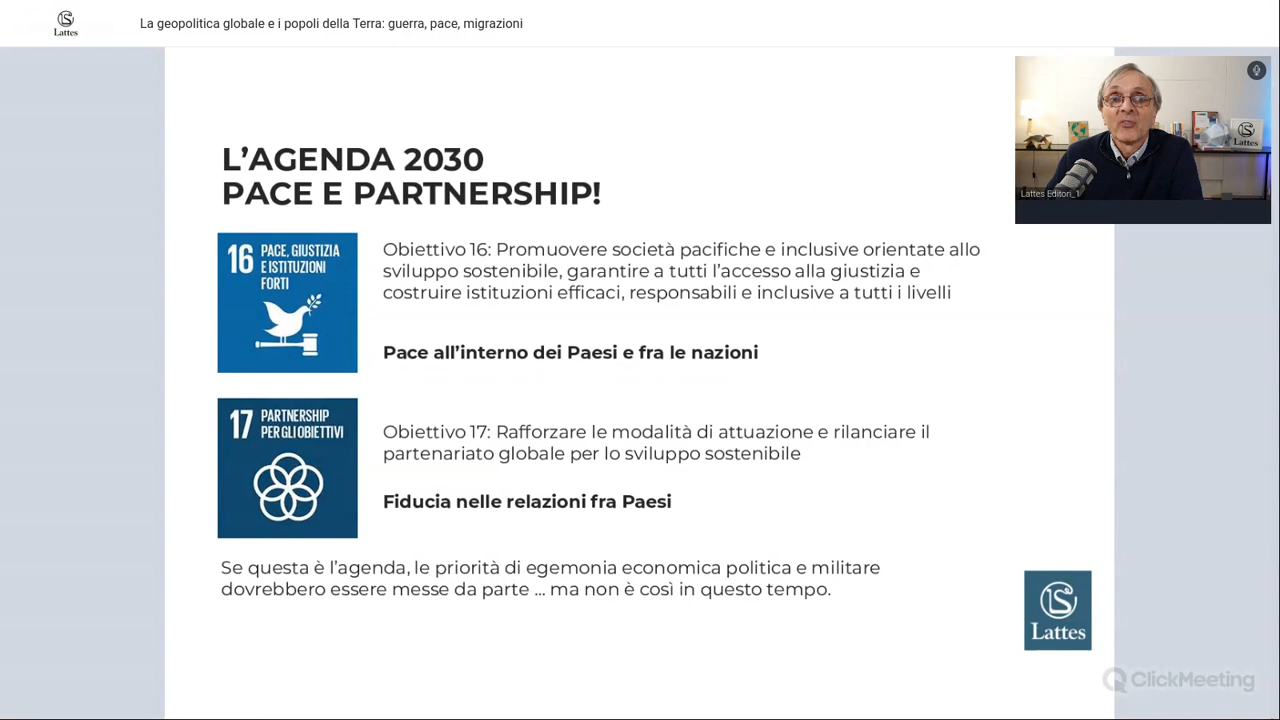 Lattes
La geopolitica globale e i popoli della Terra: guerra, pace, migrazioni
Lattes
Lattes Editori_1
L’AGENDA 2030
PACE E PARTNERSHIP!
16 PACE, GIUSTIZIA
E ISTITUZIONI
FORTI
Obiettivo 16: Promuovere società pacifiche e inclusive orientate allo
sviluppo sostenibile, garantire a tutti l’accesso alla giustizia e
costruire istituzioni efficaci, responsabili e inclusive a tutti i livelli
Pace all’interno dei Paesi e fra le nazioni
17 PARTNERSHIP
PER GLI OBIETTIVI
Obiettivo 17: Rafforzare le modalità di attuazione e rilanciare il
partenariato globale per lo sviluppo sostenibile
Fiducia nelle relazioni fra Paesi
Se questa è l’agenda, le priorità di egemonia economica politica e militare
dovrebbero essere messe da parte ... ma non è così in questo tempo.
Lattes
ClickMeeting